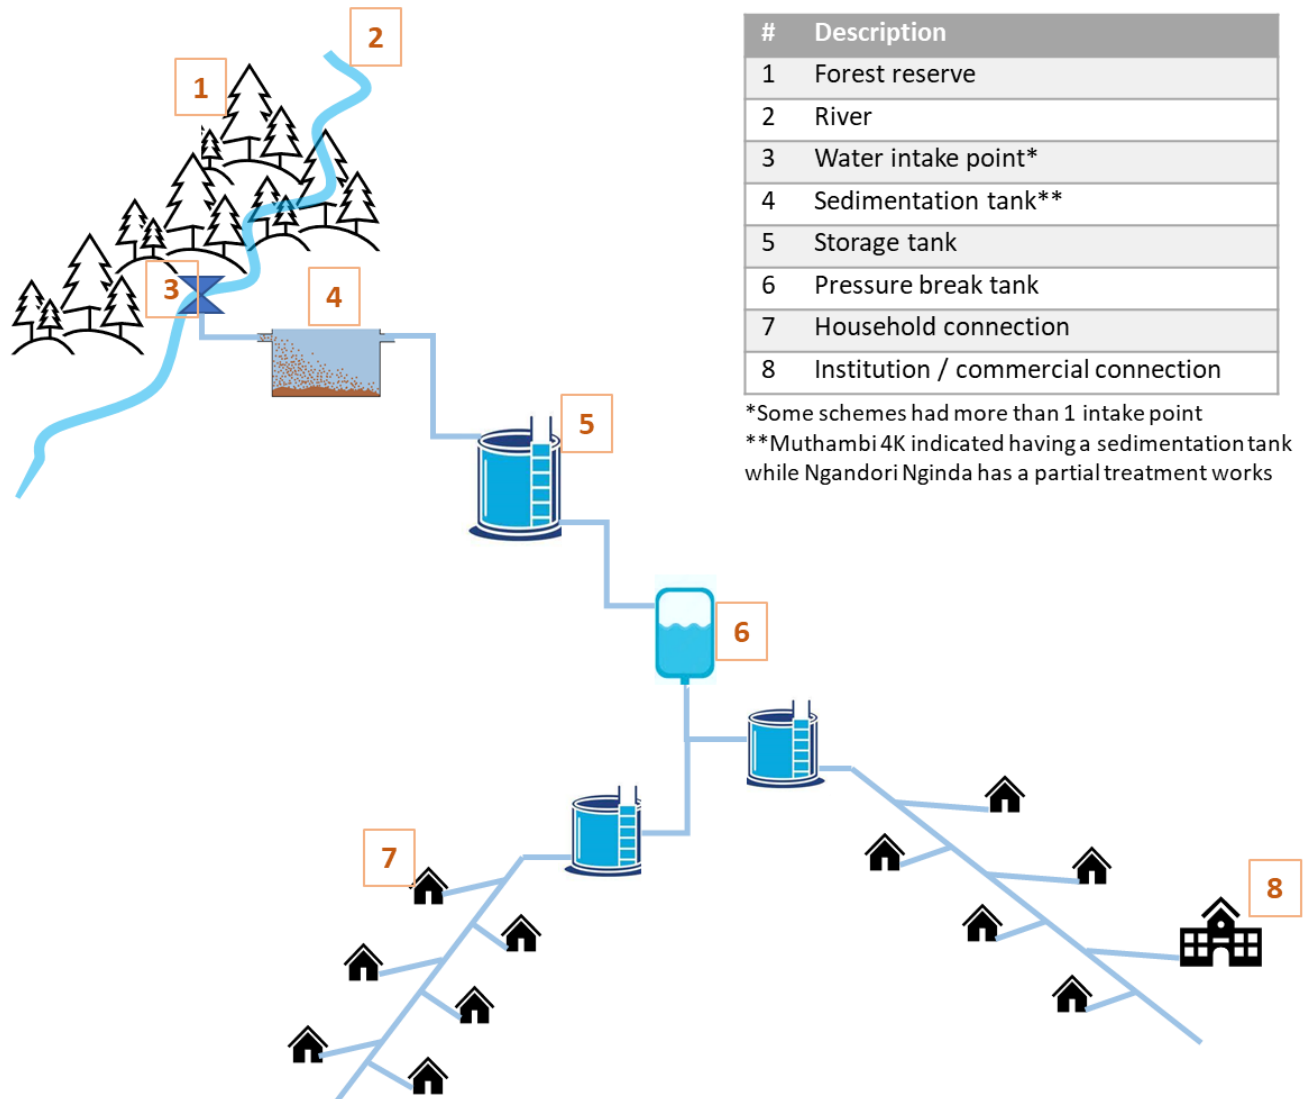 2
1
3
4
5
6
7
8
# Description
1 Forest reserve
2 River
3 Water intake point*
4 Sedimentation tank**
5 Storage tank
6 Pressure break tank
7 Household connection
8 Institution / commercial connection
*Some schemes had more than 1 intake point
**Muthambi 4K indicated having a sedimentation tank
while Ngandori Nginda has a partial treatment works